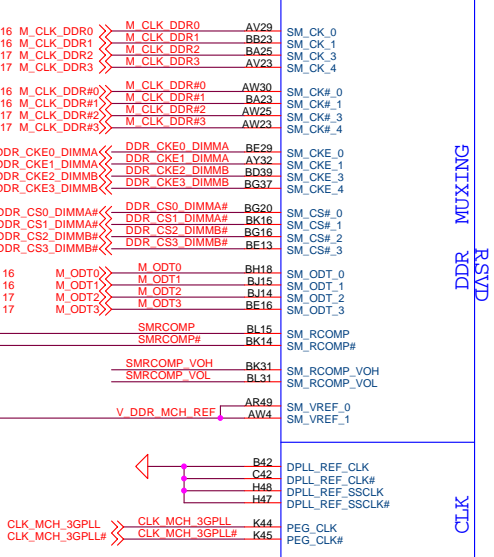 16 M_CLK_DDR0 M_CLK_DDR0 AV29 SM_CK_0
16 M_CLK_DDR1 M_CLK_DDR1 BB23 SM_CK_1
17 M_CLK_DDR2 M_CLK_DDR2 BA25 SM_CK_3
17 M_CLK_DDR3 M_CLK_DDR3 AV23 SM_CK_4
16 M_CLK_DDR#0 M_CLK_DDR#0 AW30 SM_CK#_0
16 M_CLK_DDR#1 M_CLK_DDR#1 BA23 SM_CK#_1
17 M_CLK_DDR#2 M_CLK_DDR#2 AW25 SM_CK#_3
17 M_CLK_DDR#3 M_CLK_DDR#3 AW23 SM_CK#_4
DDR_CKE0_DIMMA DDR_CKE0_DIMMA BE29 SM_CKE_0
DDR_CKE1_DIMMA DDR_CKE1_DIMMA AY32 SM_CKE_1
DDR_CKE2_DIMMB DDR_CKE2_DIMMB BD39 SM_CKE_3
DDR_CKE3_DIMMB DDR_CKE3_DIMMB BG37 SM_CKE_4
DDR_CS0_DIMMA# DDR_CS0_DIMMA# BG20 SM_CS#_0
DDR_CS1_DIMMA# DDR_CS1_DIMMA# BK16 SM_CS#_1
DDR_CS2_DIMMB# DDR_CS2_DIMMB# BG16 SM_CS#_2
DDR_CS3_DIMMB# DDR_CS3_DIMMB# BE13 SM_CS#_3
16 M_ODT0 M_ODT0 BH18 SM_ODT_0
16 M_ODT1 M_ODT1 BJ15 SM_ODT_1
17 M_ODT2 M_ODT2 BJ14 SM_ODT_2
17 M_ODT3 M_ODT3 BE16 SM_ODT_3
SMRCOMP BL15 SM_RCOMP
SMRCOMP# BK14 SM_RCOMP#
SMRCOMP_VOH BK31 SM_RCOMP_VOH
SMRCOMP_VOL BL31 SM_RCOMP_VOL
AR49 SM_VREF_0
V_DDR_MCH_REF AW4 SM_VREF_1
B42 DPLL_REF_CLK
C42 DPLL_REF_CLK#
H48 DPLL_REF_SSCLK
H47 DPLL_REF_SSCLK#
CLK_MCH_3GPLL CLK_MCH_3GPLL K44 PEG_CLK
CLK_MCH_3GPLL# CLK_MCH_3GPLL# K45 PEG_CLK#
DDR MUXING
RSVD
CLK